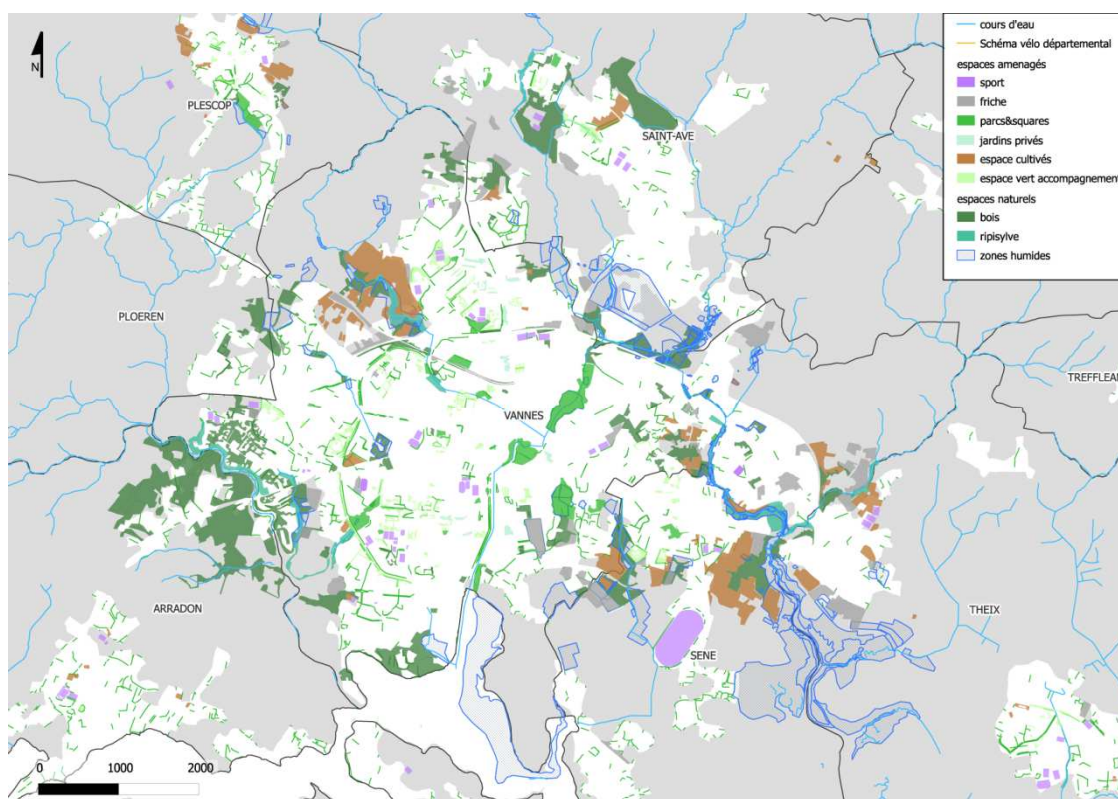 N
cours d'eau
Schéma vélo départemental
espaces amenagés
sport
friche
parcs&squares
jardins privés
espace cultivés
espace vert accompagnement
espaces naturels
bois
ripisylve
zones humides
PLESCOP
SAINT-AVE
PLOEREN
TREFFLEAN
VANNES
ARRADON
THEIX
SENE
0 1000 2000